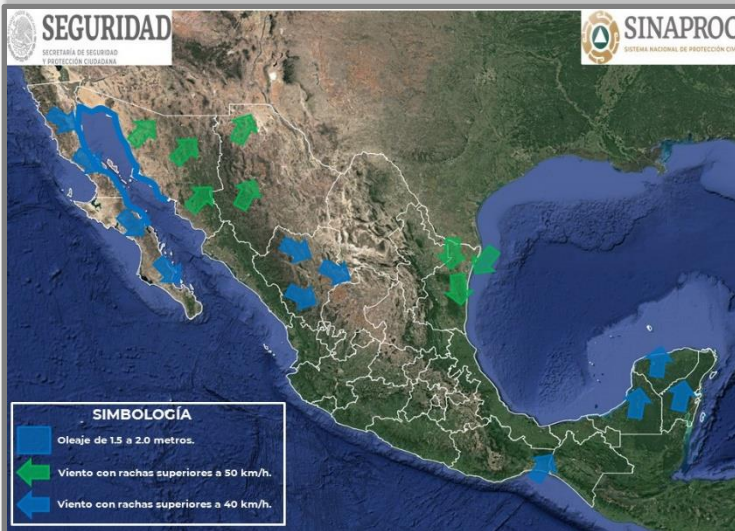 SEGURIDAD
SECRETARÍA DE SEGURIDAD
Y PROTECCIÓN CIUDADANA
SINAPROC
SISTEMA NACIONAL DE PROTECCIÓN CIV
SIMBOLOGÍA
Oleaje de 1.5 a 2.0 metros.
Viento con rachas superiores a 50 km/h.
Viento con rachas superiores a 40 km/h.